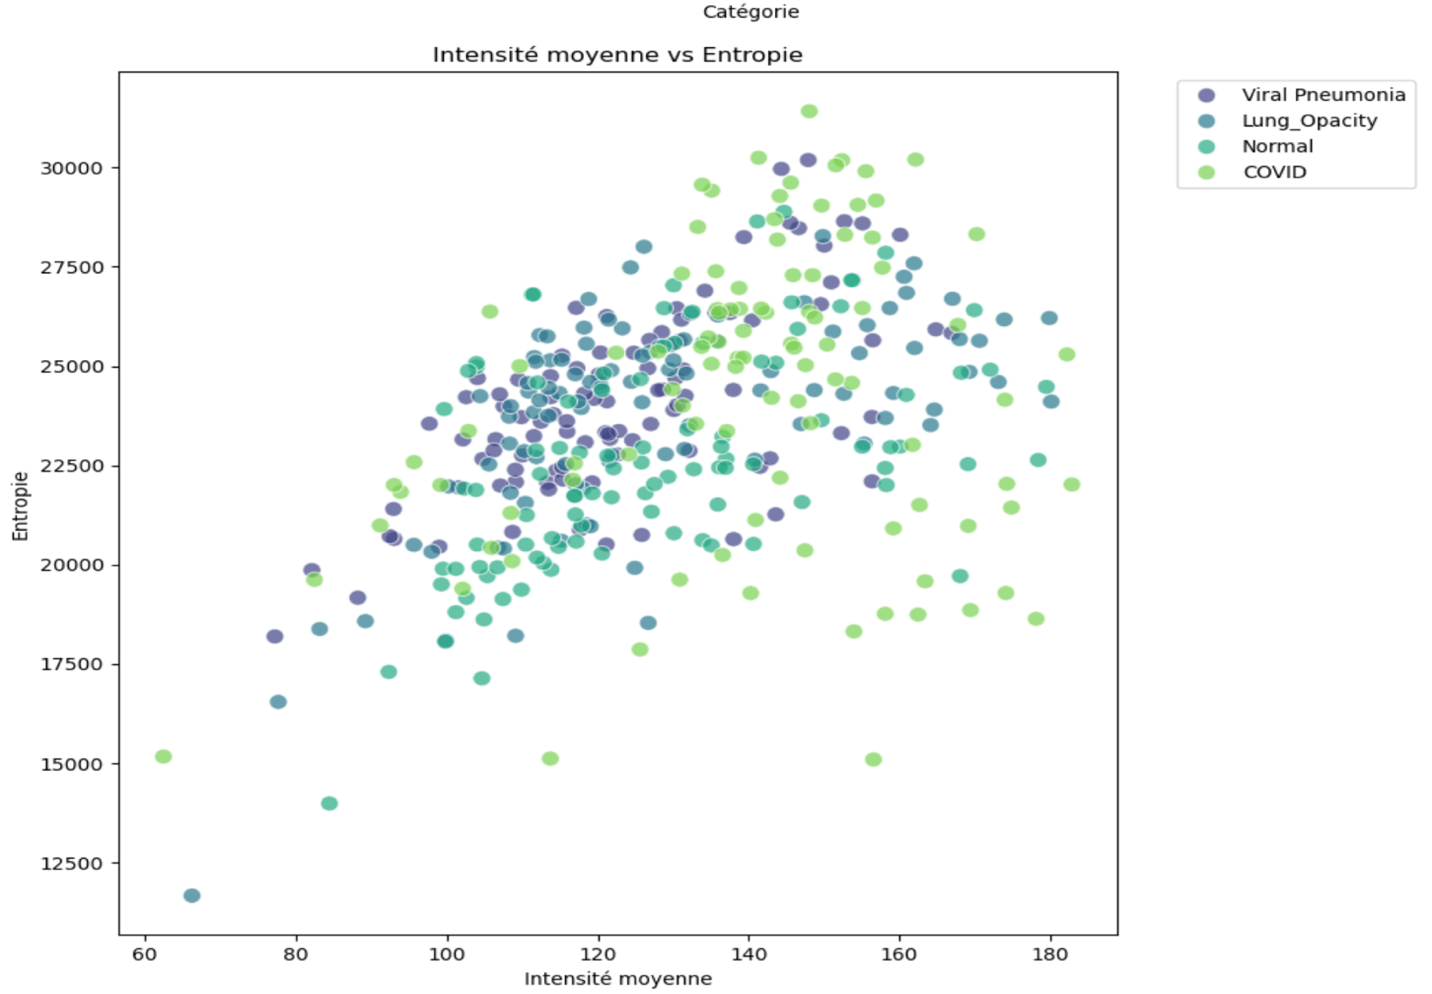 Catégorie
Intensité moyenne vs Entropie
Viral Pneumonia
Lung_Opacity
Normal
COVID
30000
27500
25000
22500
20000
17500
15000
12500
Entropie
60 80 100 120 140 160 180
Intensité moyenne